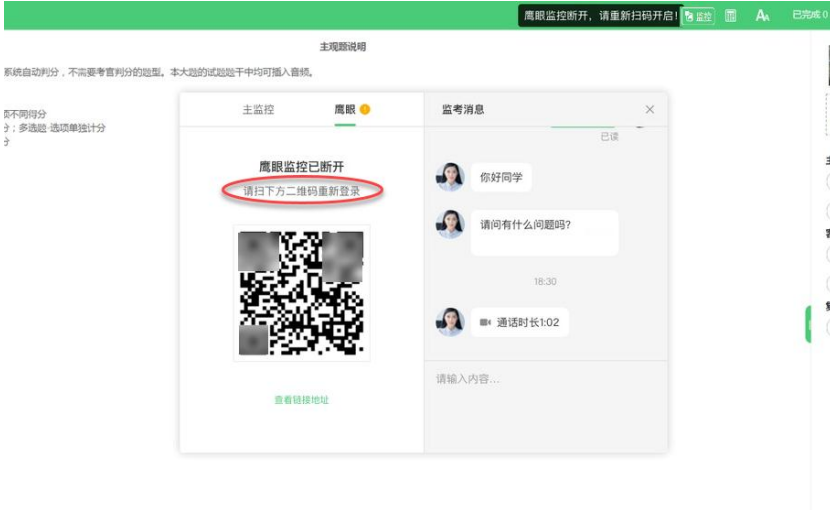 鹰眼监控断开，请重新扫码开启！
监控
AA
已完成 0
主观题说明
系统自动判分，不需要考官判分的题型。本大题的试题题干中均可插入音频。
项不同得分
分；多选题-选项单独计分
分
主监控
鹰眼
鹰眼监控已断开
请扫下方二维码重新登录
查看链接地址
监考消息
已读
你好同学
请问有什么问题吗?
18:30
通话时长1:02
请输入内容...